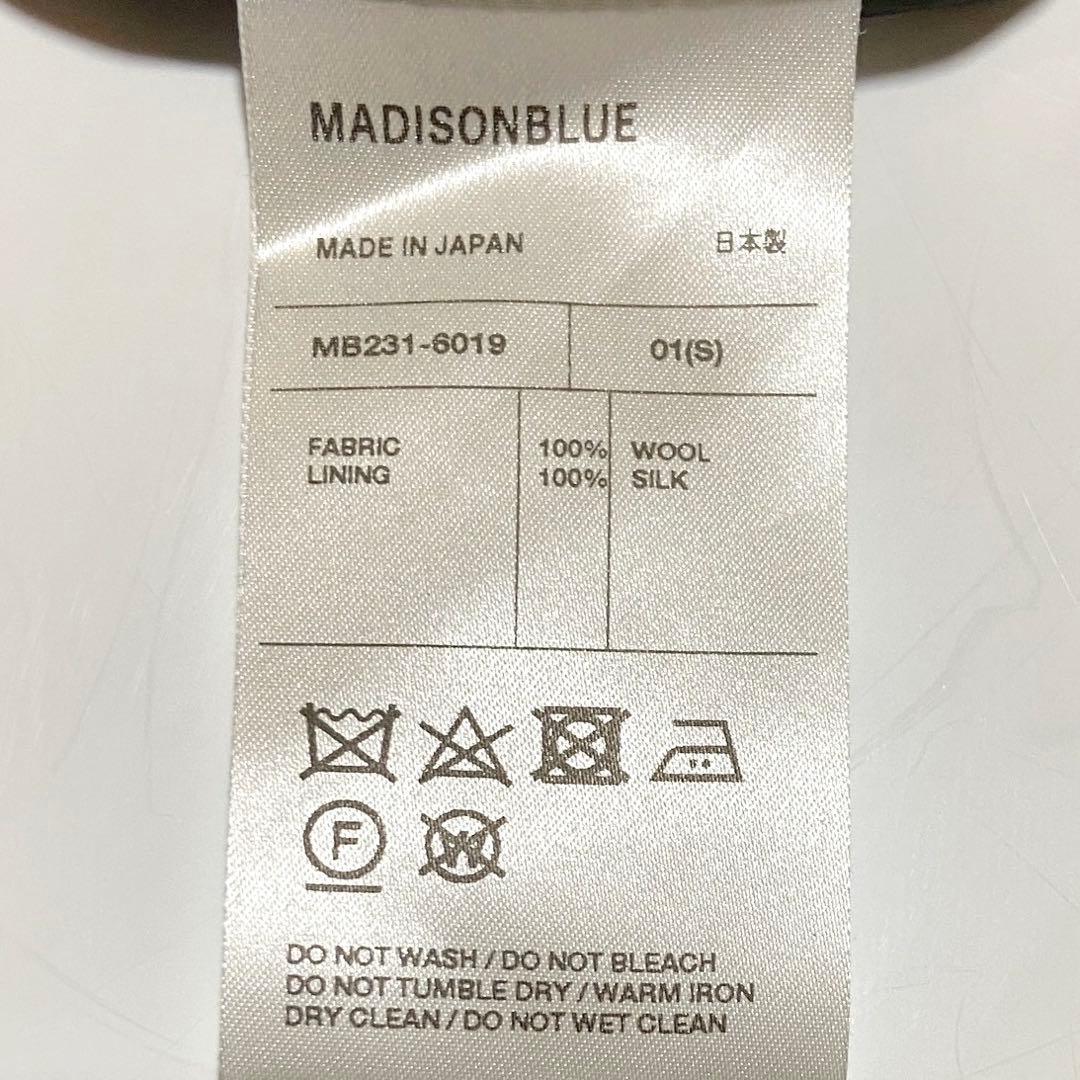 MADISONBLUE
MADE IN JAPAN 日本製
MB231-6019 01(S)
FABRIC 100% WOOL
LINING 100% SILK
F W
DO NOT WASH / DO NOT BLEACH
DO NOT TUMBLE DRY / WARM IRON
DRY CLEAN / DO NOT WET CLEAN